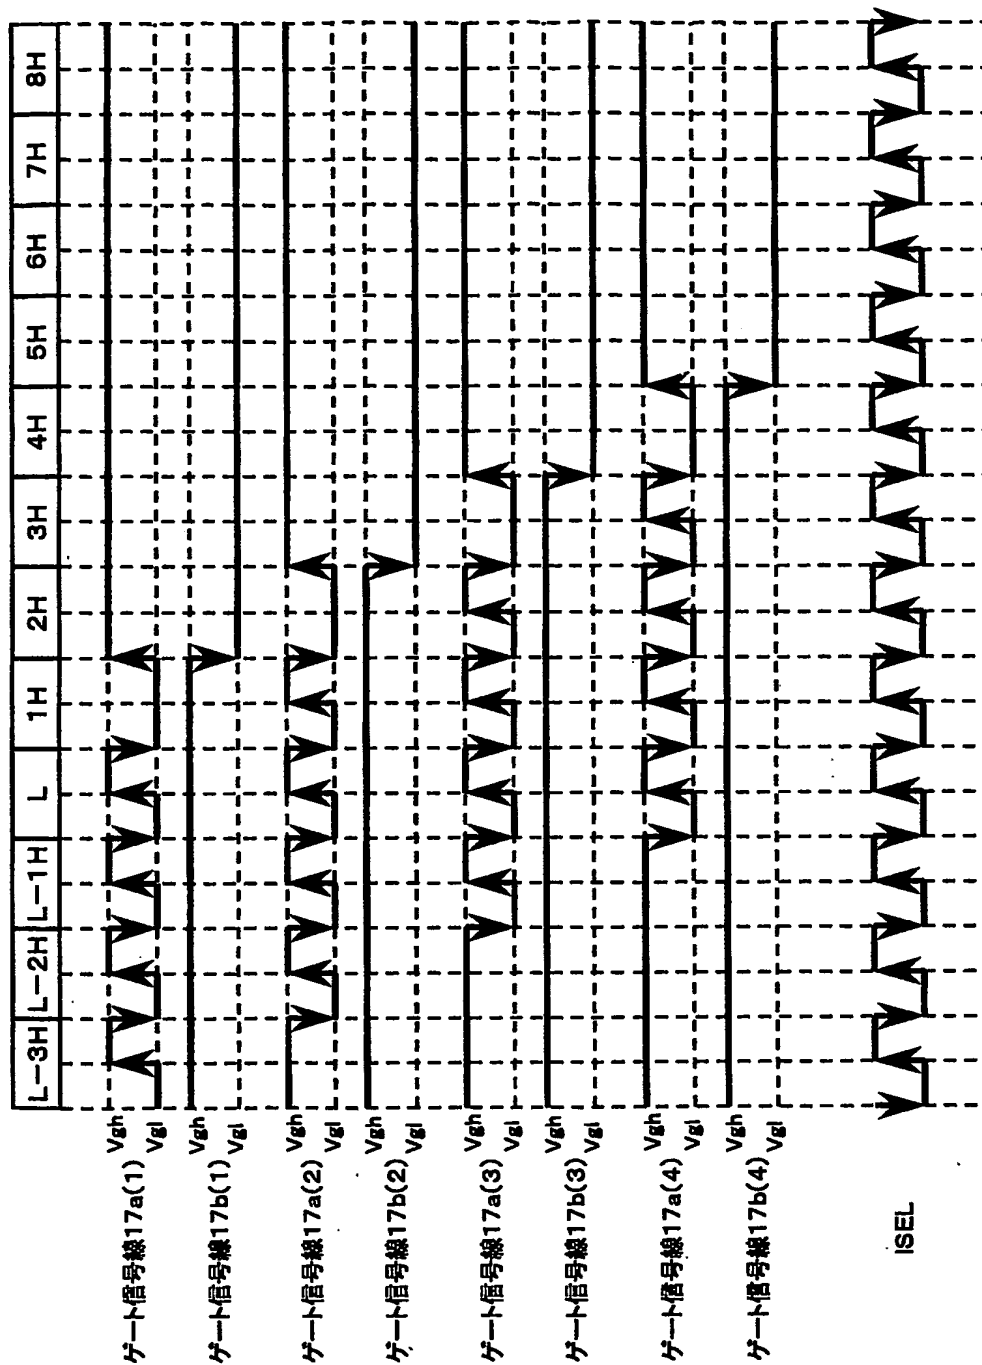 L-3H L-2H L-1H L 1H 2H 3H 4H 5H 6H 7H 8H
ゲート信号線17a(1) Vgh
Vgl
ゲート信号線17b(1) Vgh
Vgl
ゲート信号線17a(2) Vgh
Vgl
ゲート信号線17b(2) Vgh
Vgl
ゲート信号線17a(3) Vgh
Vgl
ゲート信号線17b(3) Vgh
Vgl
ゲート信号線17a(4) Vgh
Vgl
ゲート信号線17b(4) Vgh
Vgl
ISEL